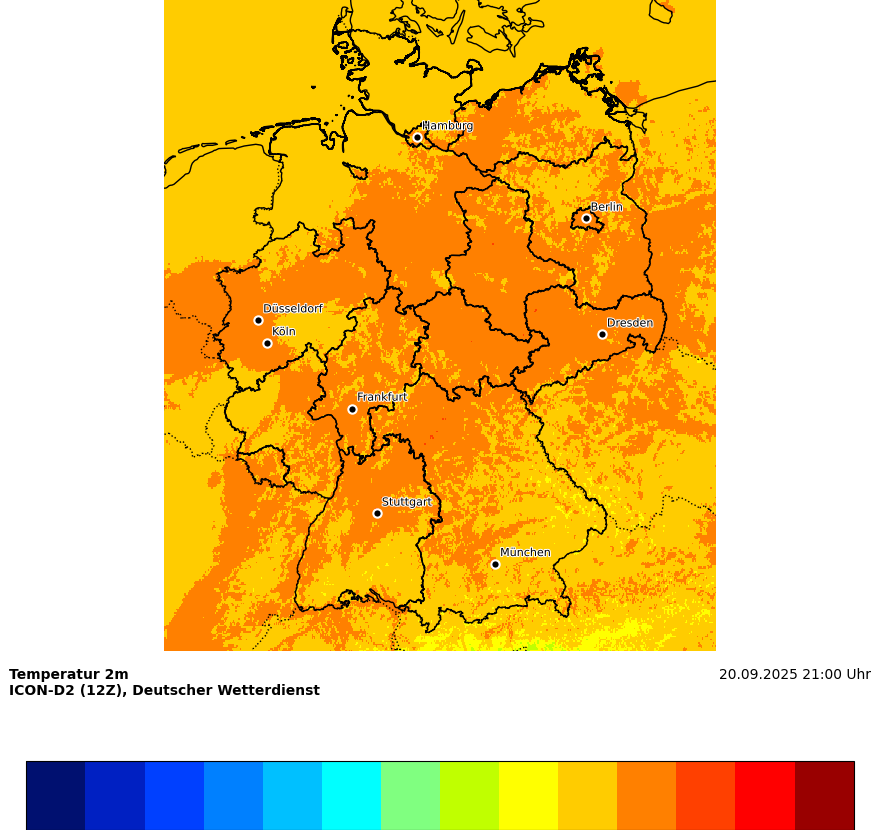 Hamburg
Berlin
Düsseldorf
Köln
Dresden
Frankfurt
Stuttgart
München
Temperatur 2m
20.09.2025 21:00 Uhr
ICON-D2 (12Z), Deutscher Wetterdienst